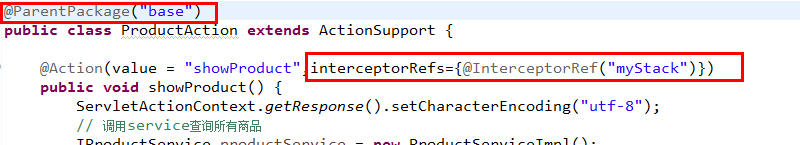 @ParentPackage("base")
public class ProductAction extends ActionSupport {
@Action(value = "showProduct",interceptorRefs={@InterceptorRef("myStack")})
public void showProduct() {
ServletActionContext.getResponse().setCharacterEncoding("utf-8");
// 调用service查询所有商品
IProductService productService = new ProductServiceImpl();